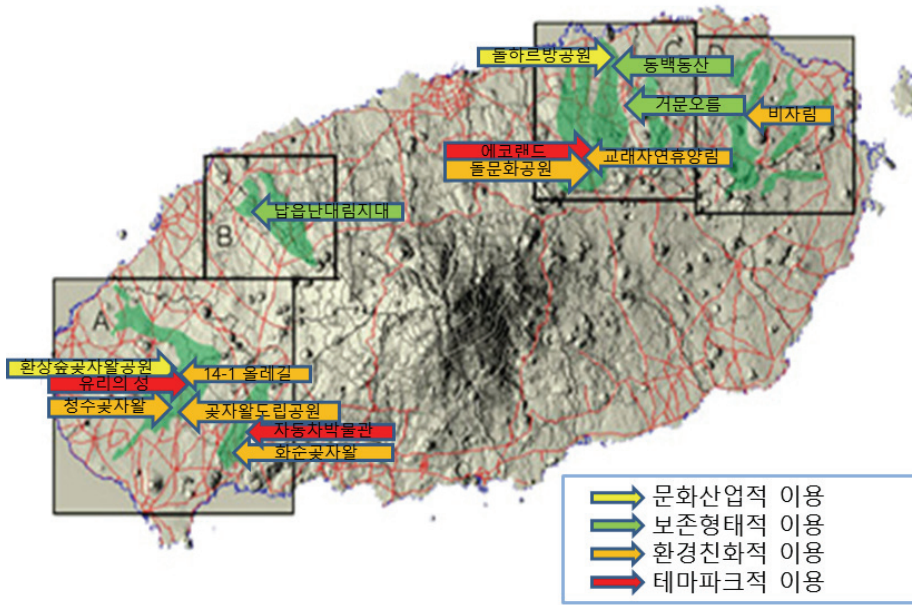 돌하르방공원
C
D
동백동산
거문오름
비자림
에코랜드
교래자연휴양림
돌문화공원
납읍난대림지대
B
A
환상숲곶자왈공원
14-1 올레길
유리의 성
청수곶자왈
곶자왈도립공원
자동차박물관
화순곶자왈
문화산업적 이용
보존형태적 이용
환경친화적 이용
테마파크적 이용